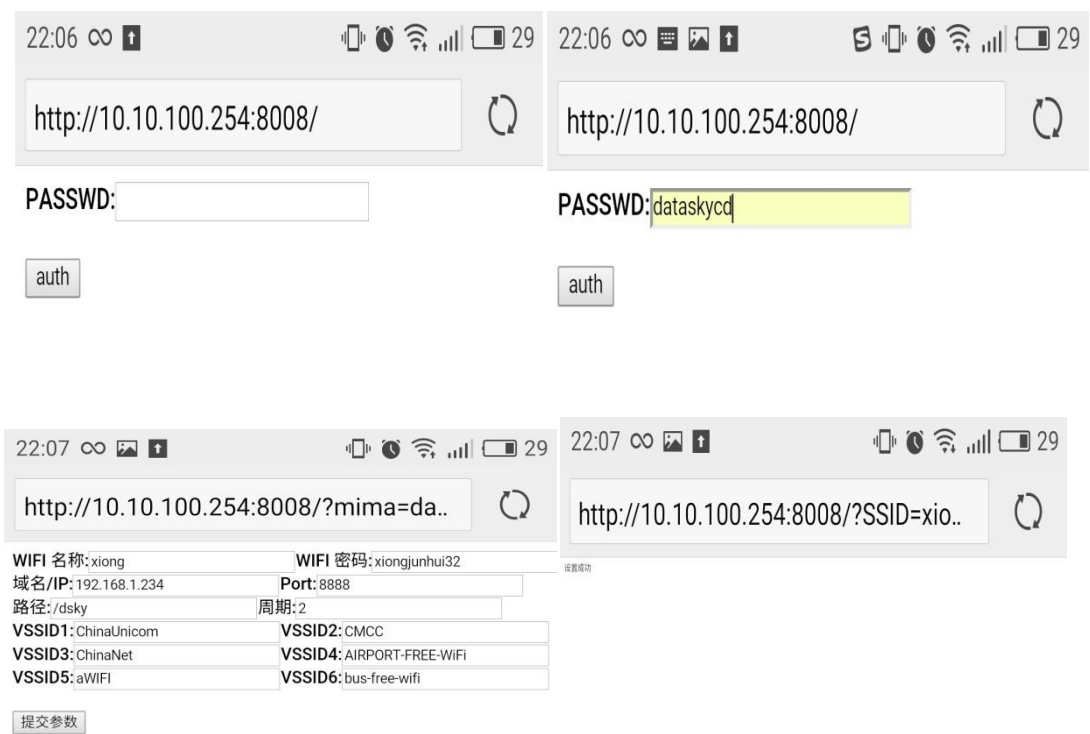 22:06 29
http://10.10.100.254:8008/
PASSWD:
auth
22:06 29
http://10.10.100.254:8008/
PASSWD: dataskycd
auth
22:07 29
http://10.10.100.254:8008/?mima=da..
WIFI 名称: xiong WIFI 密码: xiongjunhui32
域名/IP: 192.168.1.234 Port: 8888
路径: /dsky 周期: 2
VSSID1: ChinaUnicom VSSID2: CMCC
VSSID3: ChinaNet VSSID4: AIRPORT-FREE-WiFi
VSSID5: aWIFI VSSID6: bus-free-wifi
提交参数
22:07 29
http://10.10.100.254:8008/?SSID=xio..
设置成功